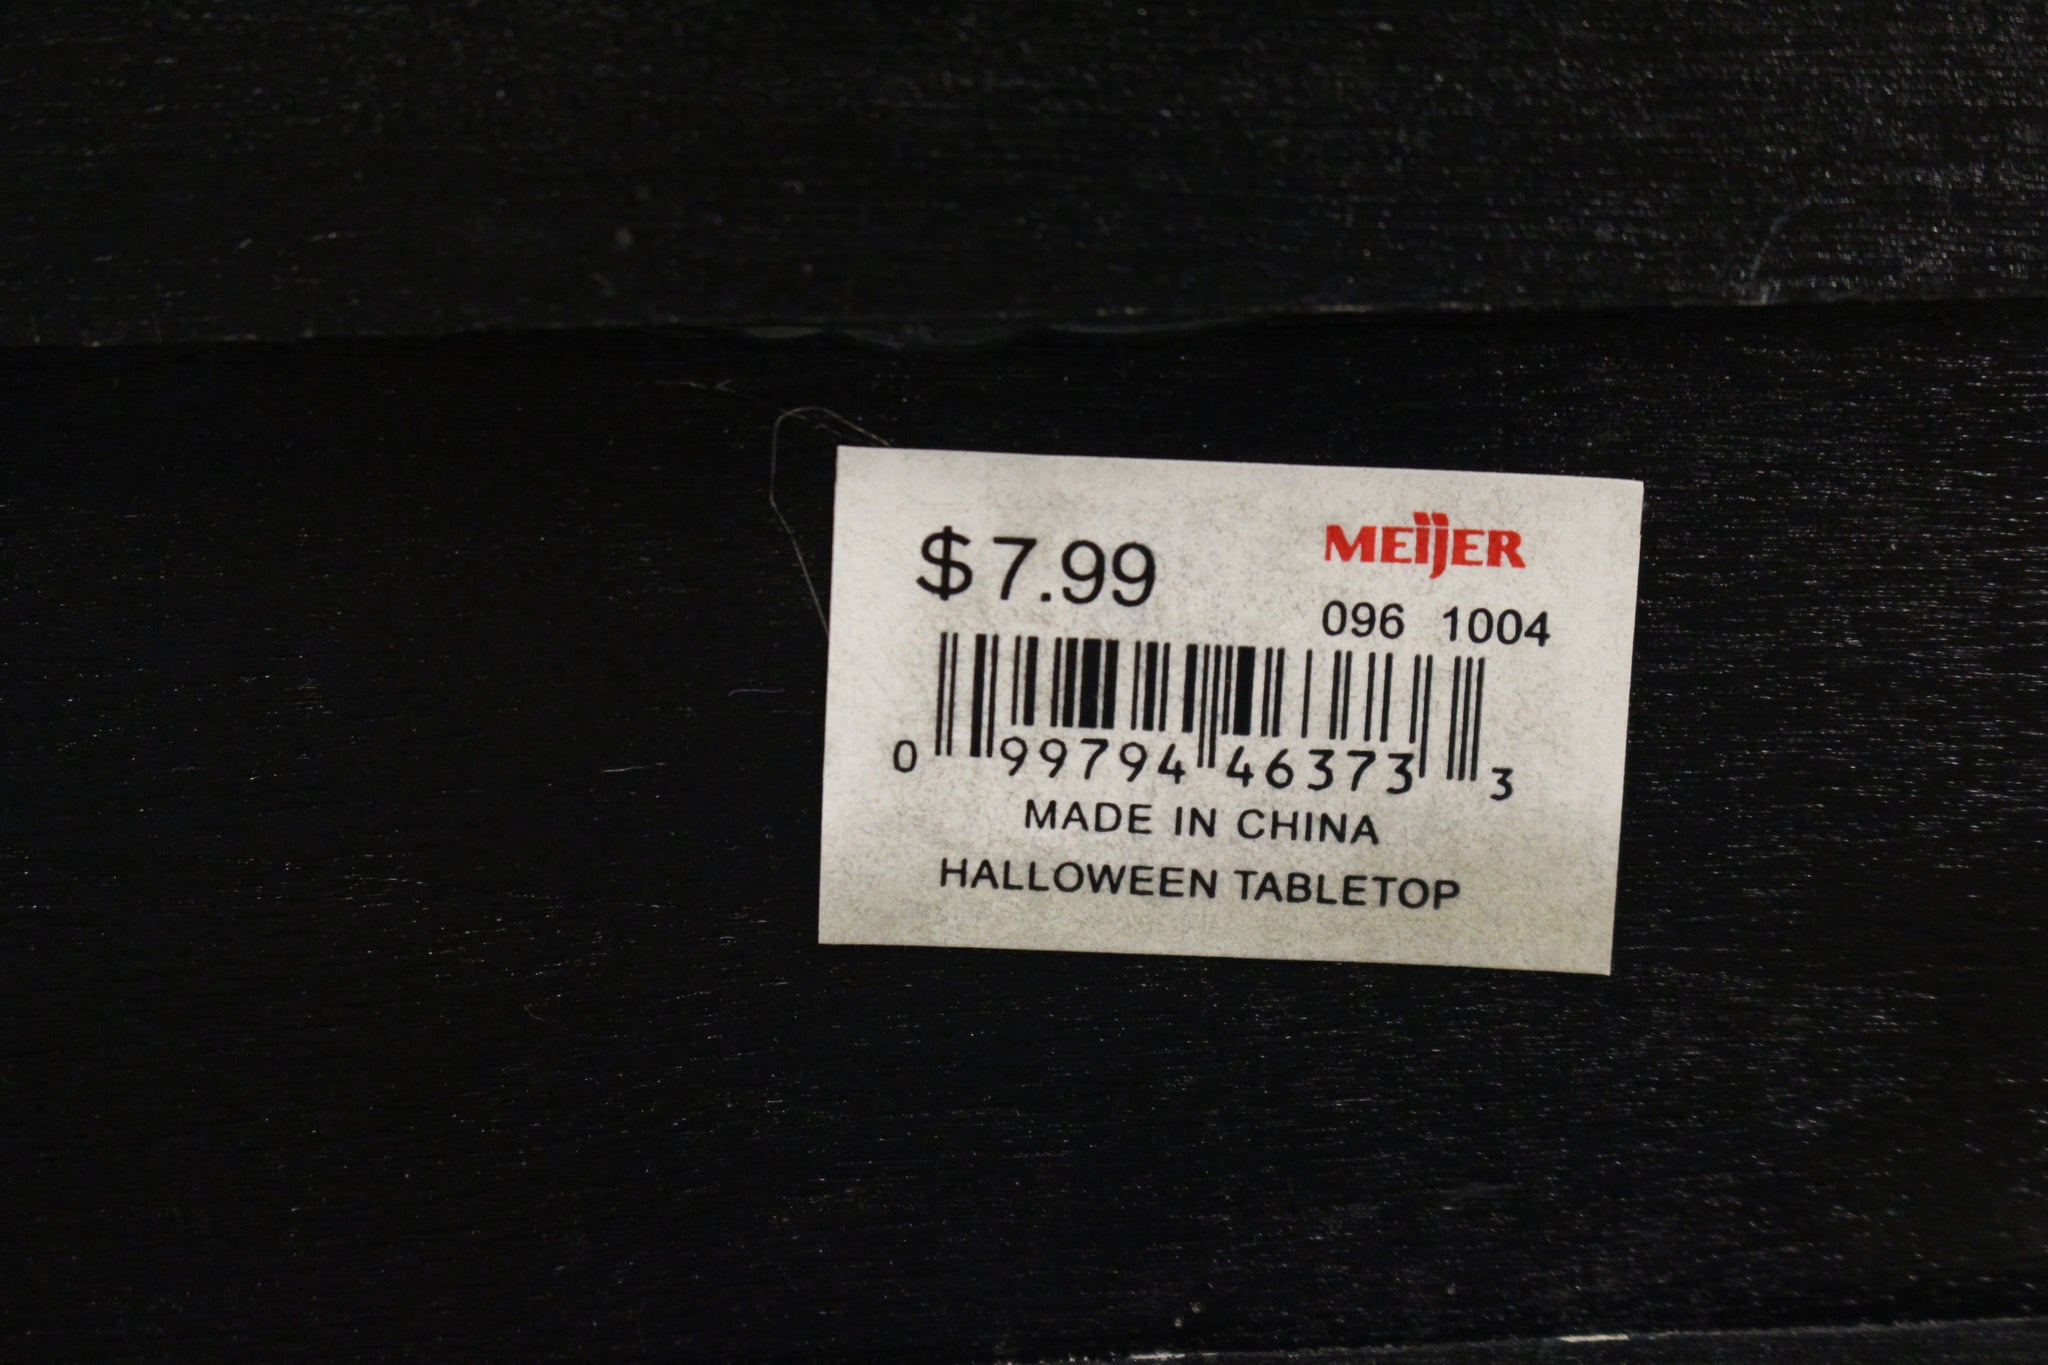 $7.99 MEIJER
096 1004
0 99794 46373 3
MADE IN CHINA
HALLOWEEN TABLETOP